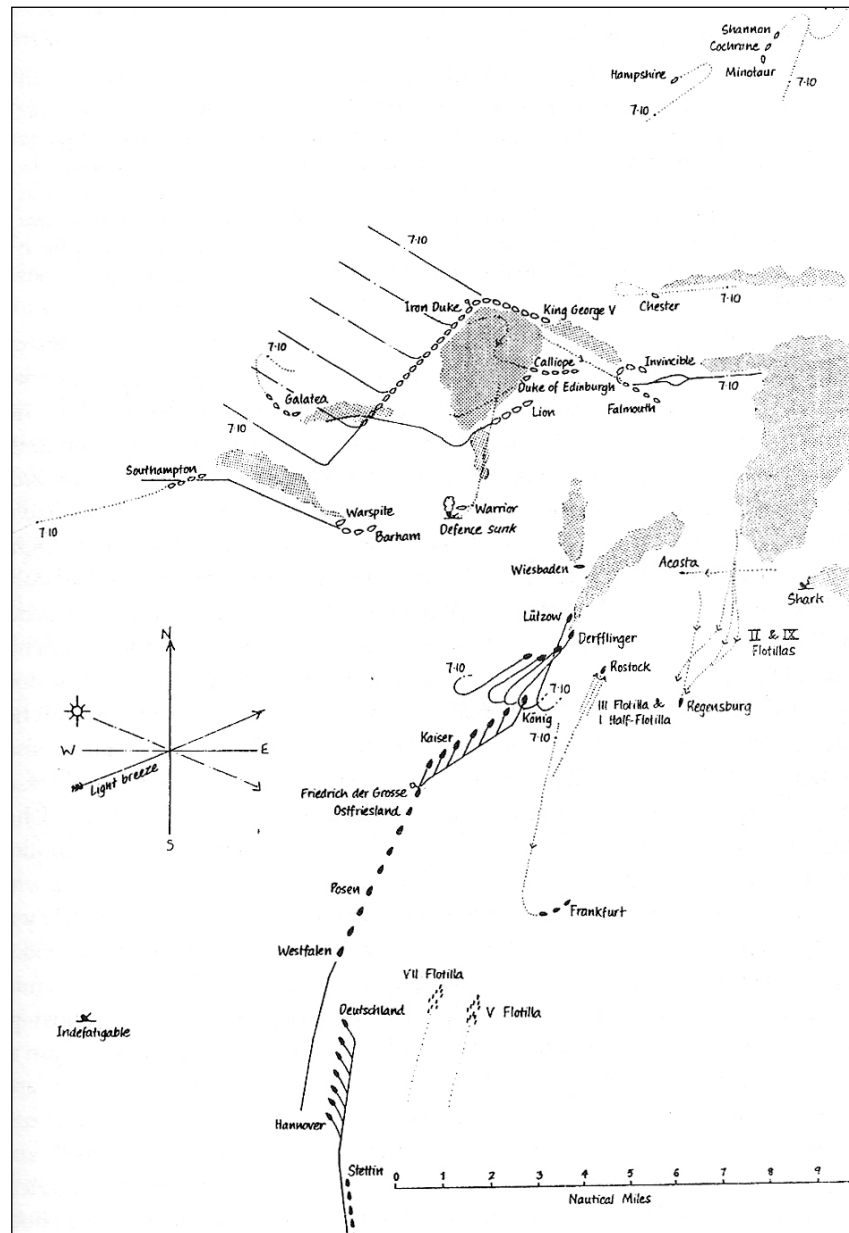 Shannon
Cochrane
Minotaur
Hampshire
7·10
7·10
7·10
Iron Duke
King George V
Chester
7·10
7·10
Calliope
Invincible
7·10
Galatea
Duke of Edinburgh
Lion
Falmouth
7·10
Southampton
Warspite
Warrior
7·10
Barham
Defence sunk
Wiesbaden
Acasta
Shark
Lützow
Derfflinger
II & IX
Flotillas
7·10
Rostock
7·10
III Flotilla &
I Half-Flotilla
Regensburg
König
7·10
Kaiser
N
W
E
S
Light breeze
Friedrich der Grosse
Ostfriesland
Posen
Frankfurt
Westfalen
VII Flotilla
V Flotilla
Deutschland
Indefatigable
Hannover
Stettin
0 1 2 3 4 5 6 7 8 9
Nautical Miles